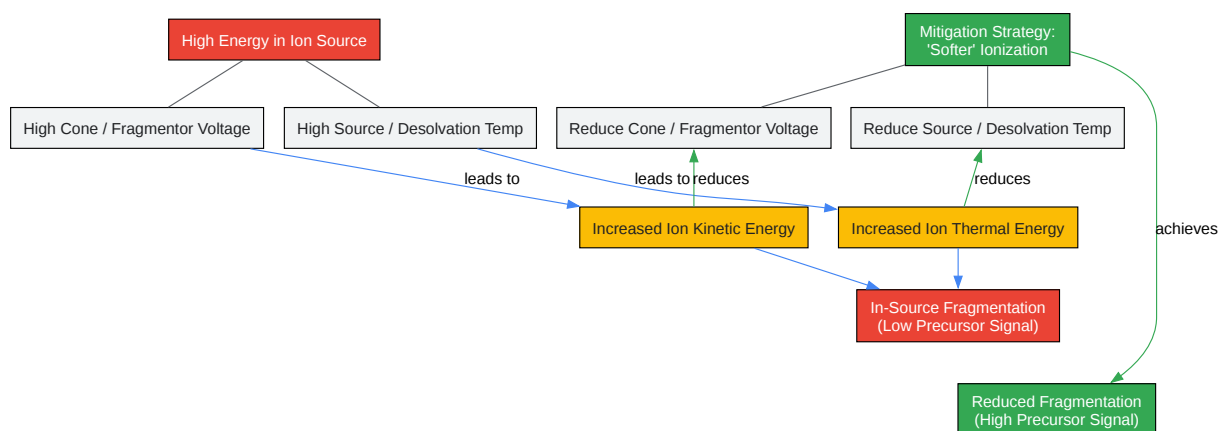 High Energy in Ion Source
Mitigation Strategy:
'Softer' Ionization
High Cone / Fragmentor Voltage
High Source / Desolvation Temp
Reduce Cone / Fragmentor Voltage
Reduce Source / Desolvation Temp
leads to
leads to
reduces
reduces
Increased Ion Kinetic Energy
Increased Ion Thermal Energy
achieves
In-Source Fragmentation
(Low Precursor Signal)
Reduced Fragmentation
(High Precursor Signal)